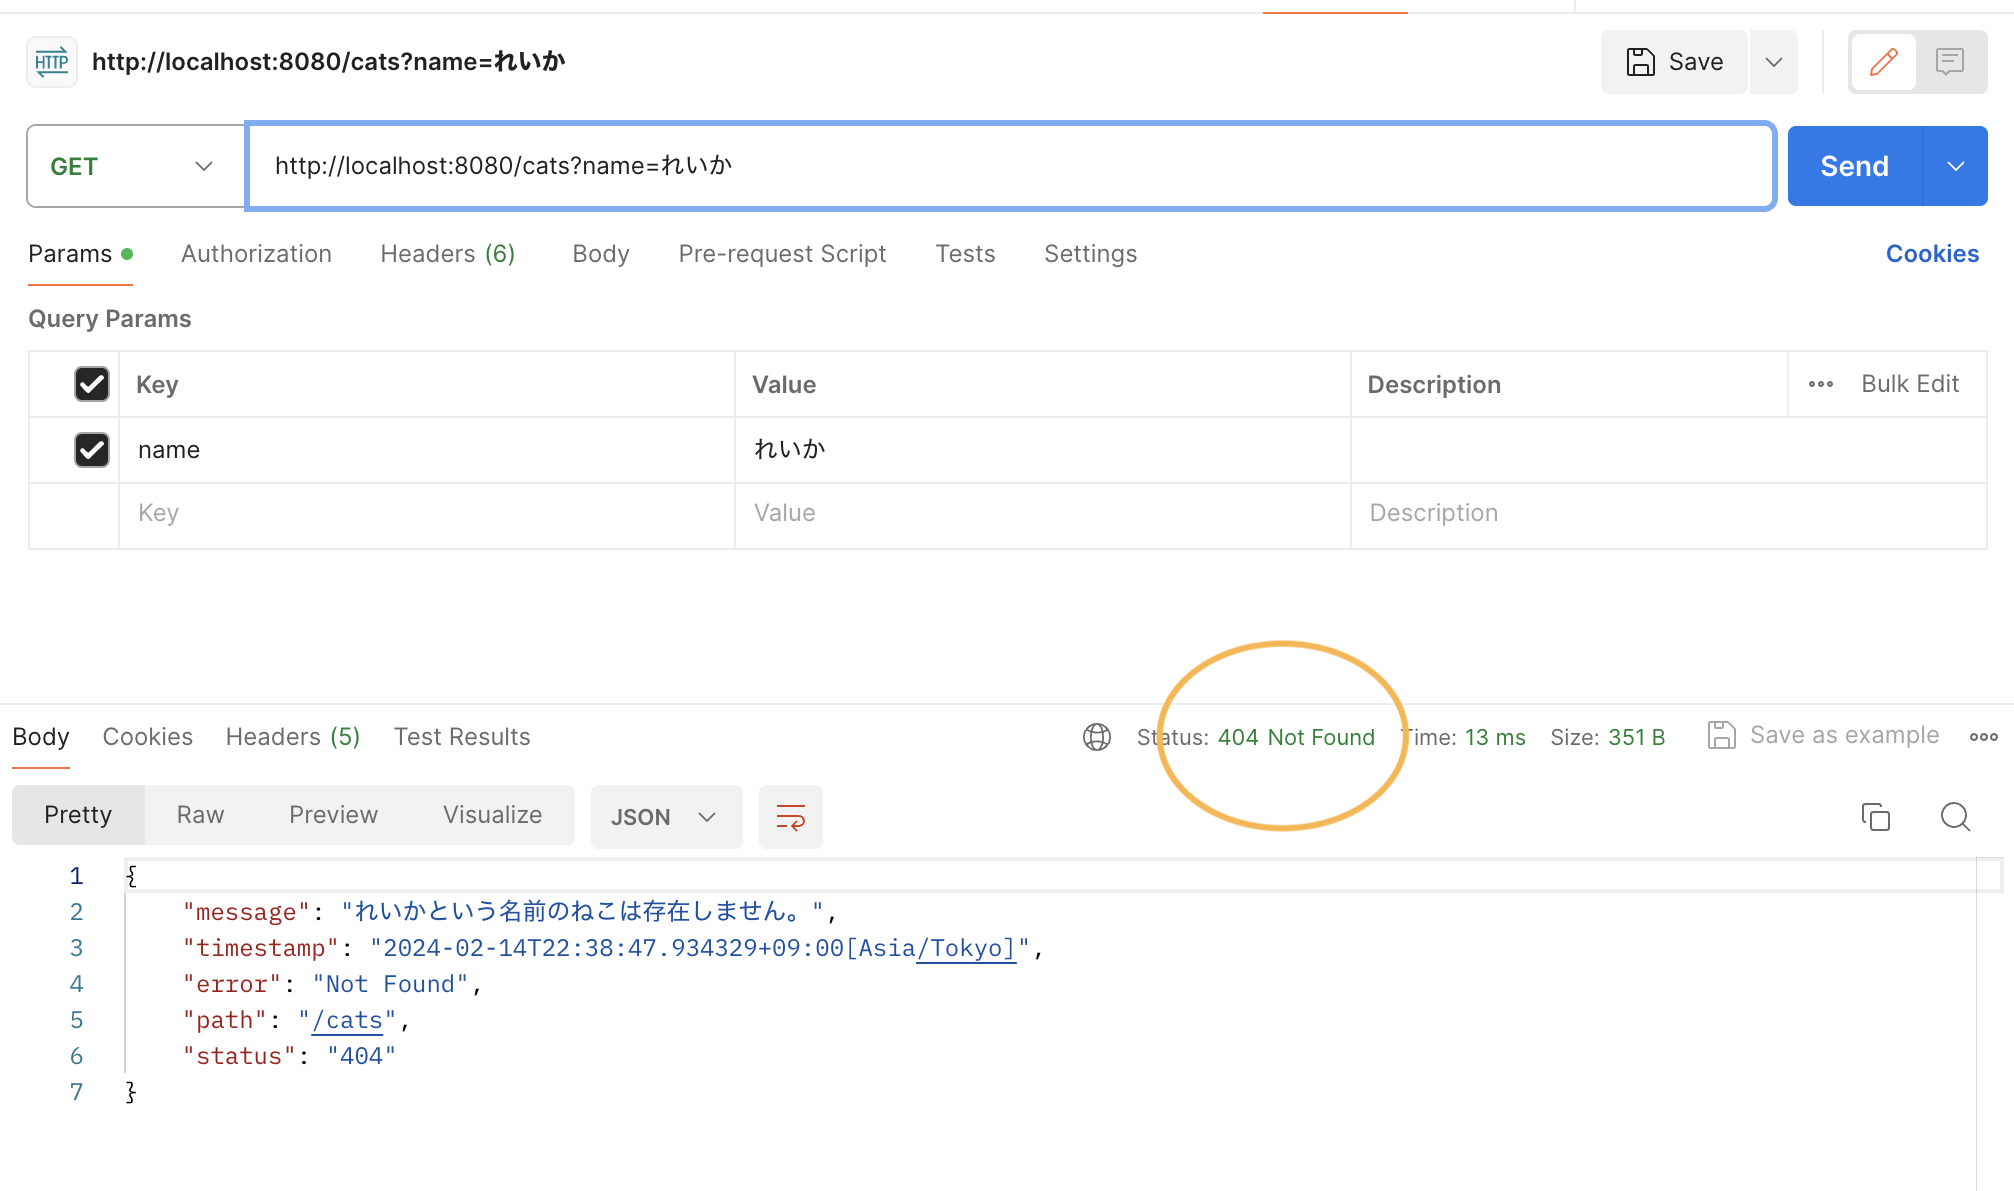 HTTP http://localhost:8080/cats?name=れいか Save
GET http://localhost:8080/cats?name=れいか Send
Params Authorization Headers (6) Body Pre-request Script Tests Settings Cookies
Query Params
Key Value Description Bulk Edit
name れいか
Key Value Description
Body Cookies Headers (5) Test Results Status: 404 Not Found Time: 13 ms Size: 351 B Save as example
Pretty Raw Preview Visualize JSON
1 {
2 "message": "れいかという名前のねこは存在しません。",
3 "timestamp": "2024-02-14T22:38:47.934329+09:00[Asia/Tokyo]",
4 "error": "Not Found",
5 "path": "/cats",
6 "status": "404"
7 }